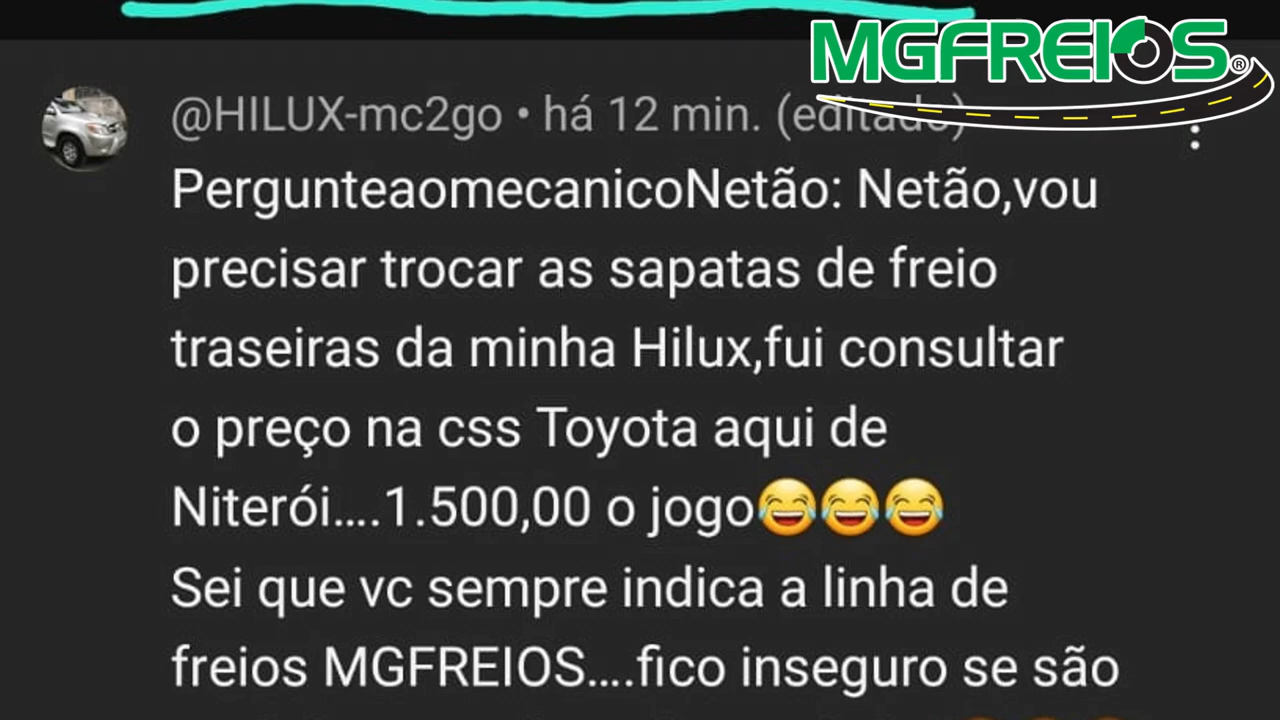 MGFREIOS®
@HILUX-mc2go • há 12 min. (editado)
PergunteaomecanicoNetão: Netão,vou
precisar trocar as sapatas de freio
traseiras da minha Hilux,fui consultar
o preço na css Toyota aqui de
Niterói....1.500,00 o jogo😂😂😂
Sei que vc sempre indica a linha de
freios MGFREIOS....fico inseguro se são